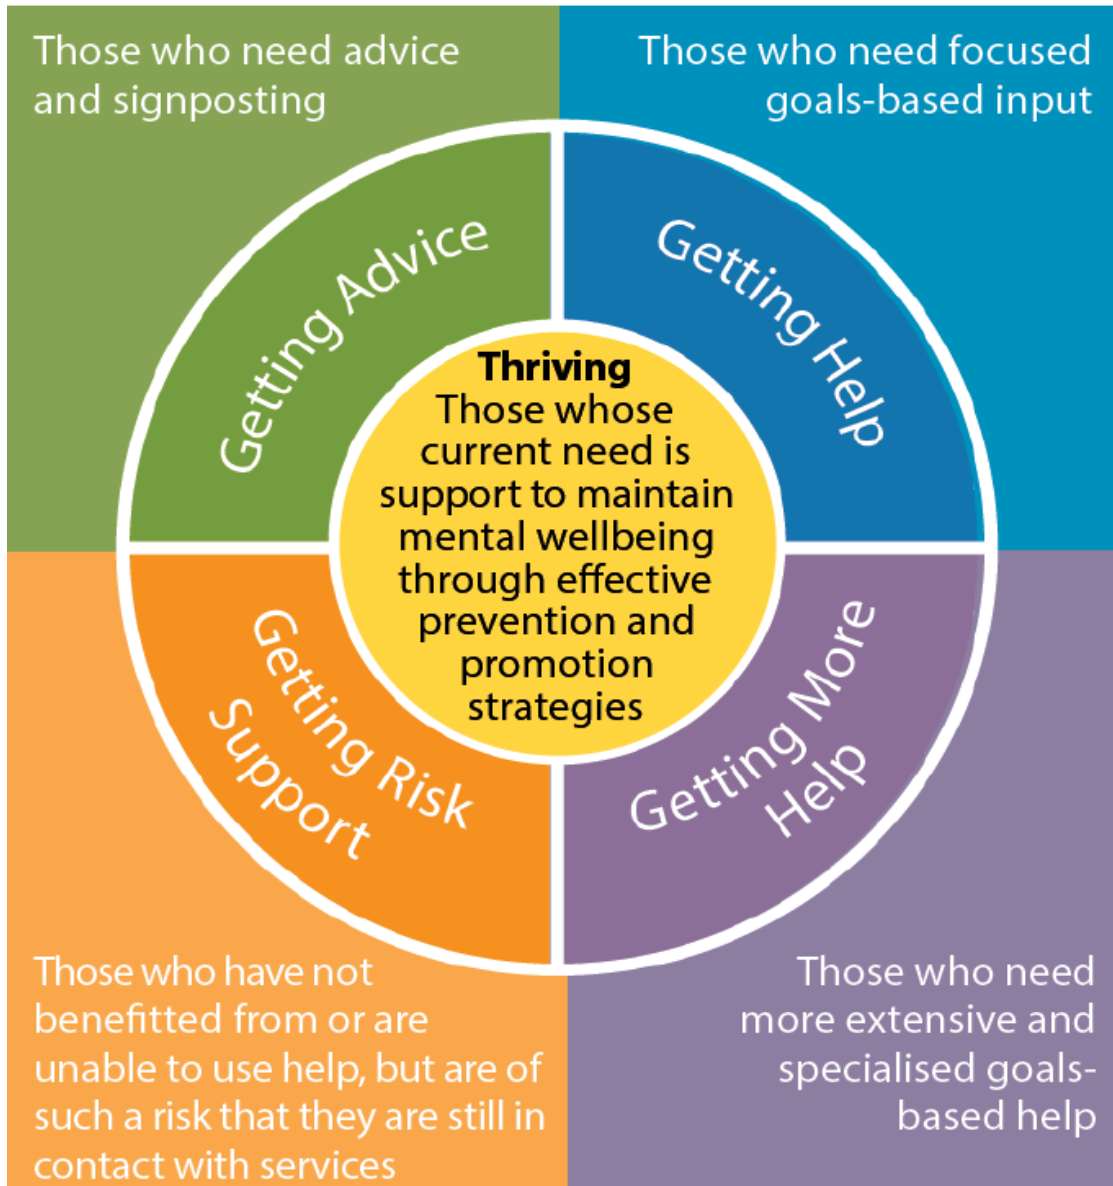 Those who need advice
and signposting
Those who need focused
goals-based input
Getting Advice
Getting Help
Thriving
Those whose
current need is
support to maintain
mental wellbeing
through effective
prevention and
promotion
strategies
Getting Risk
Support
Getting More
Help
Those who have not
benefitted from or are
unable to use help, but are of
such a risk that they are still in
contact with services
Those who need
more extensive and
specialised goals-
based help